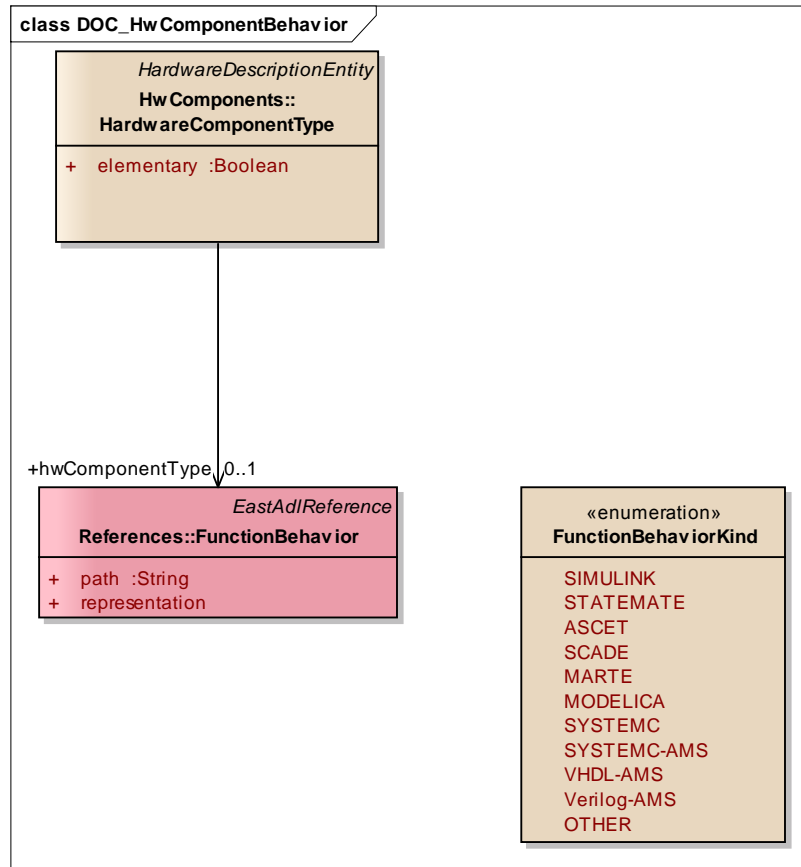 class DOC_HwComponentBehavior
HardwareDescriptionEntity
HwComponents::
HardwareComponentType
+ elementary :Boolean
+hwComponentType 0..1
EastAdlReference
References::FunctionBehavior
+ path :String
+ representation
«enumeration»
FunctionBehaviorKind
SIMULINK
STATEMATE
ASCET
SCADE
MARTE
MODELICA
SYSTEMC
SYSTEMC-AMS
VHDL-AMS
Verilog-AMS
OTHER